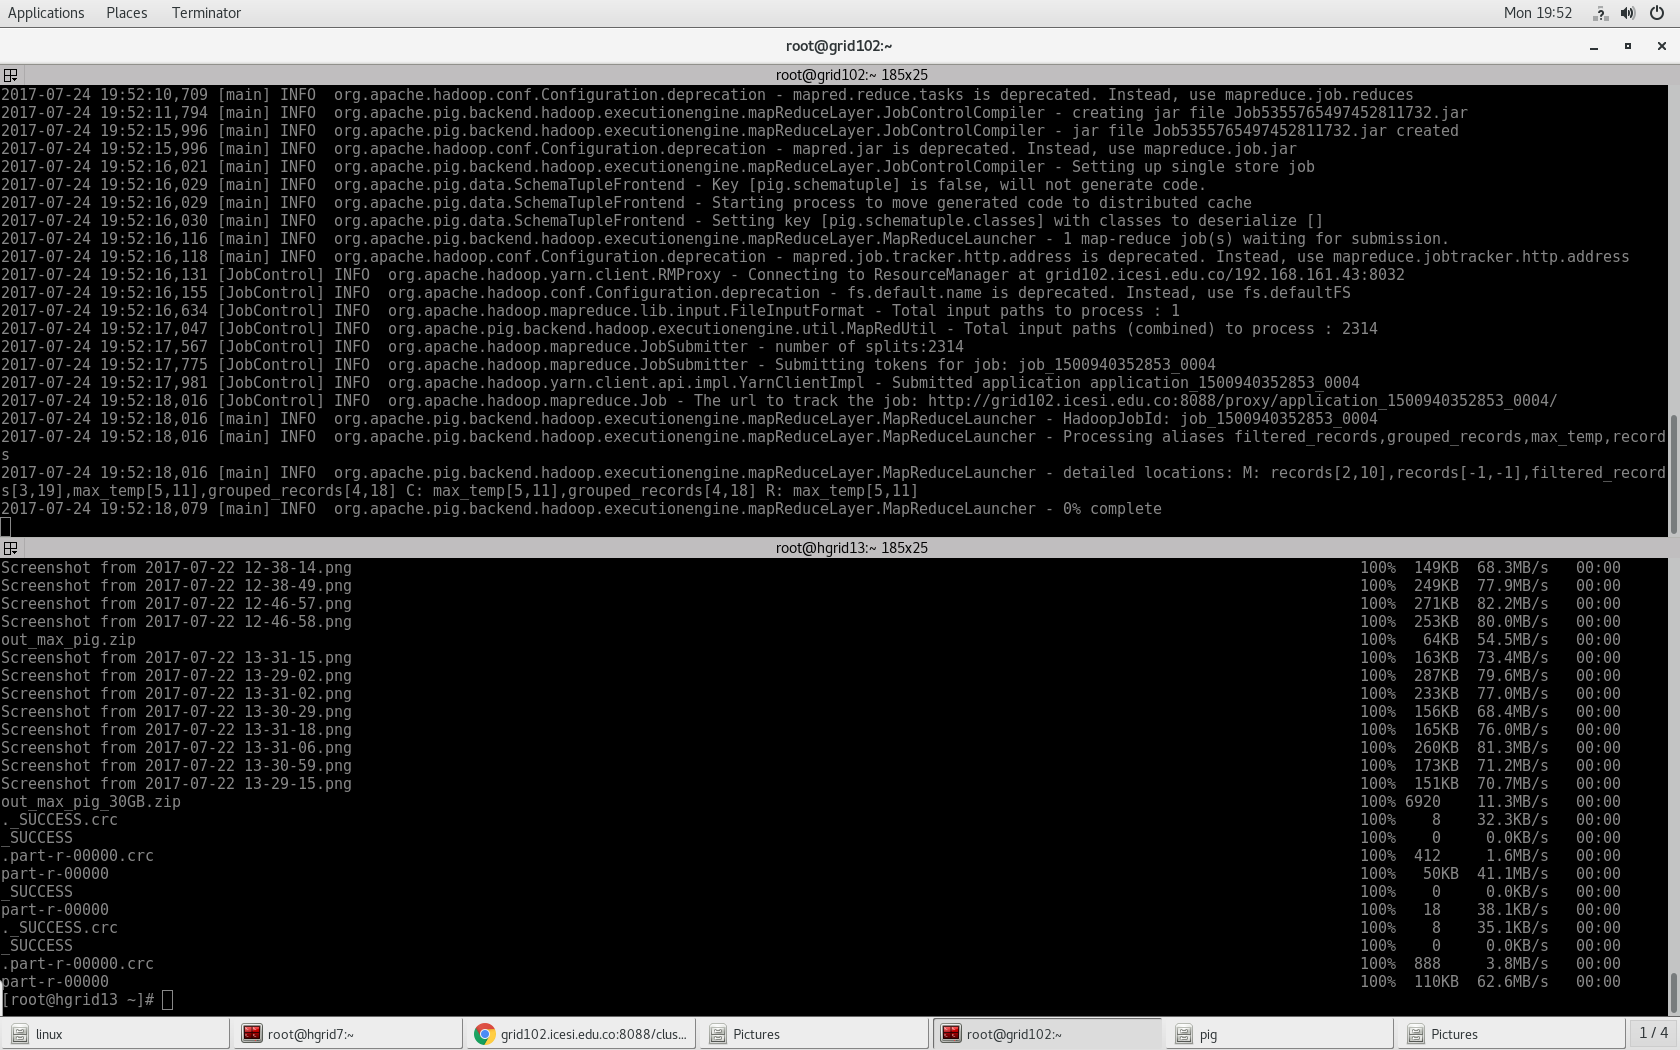 Applications Places Terminator Mon 19:52
root@grid102:~
root@grid102:~ 185x25
2017-07-24 19:52:10,709 [main] INFO  org.apache.hadoop.conf.Configuration.deprecation - mapred.reduce.tasks is deprecated. Instead, use mapreduce.job.reduces
2017-07-24 19:52:11,794 [main] INFO  org.apache.pig.backend.hadoop.executionengine.mapReduceLayer.JobControlCompiler - creating jar file Job5355765497452811732.jar
2017-07-24 19:52:15,996 [main] INFO  org.apache.pig.backend.hadoop.executionengine.mapReduceLayer.JobControlCompiler - jar file Job5355765497452811732.jar created
2017-07-24 19:52:15,996 [main] INFO  org.apache.hadoop.conf.Configuration.deprecation - mapred.jar is deprecated. Instead, use mapreduce.job.jar
2017-07-24 19:52:16,021 [main] INFO  org.apache.pig.backend.hadoop.executionengine.mapReduceLayer.JobControlCompiler - Setting up single store job
2017-07-24 19:52:16,029 [main] INFO  org.apache.pig.data.SchemaTupleFrontend - Key [pig.schematuple] is false, will not generate code.
2017-07-24 19:52:16,029 [main] INFO  org.apache.pig.data.SchemaTupleFrontend - Starting process to move generated code to distributed cache
2017-07-24 19:52:16,030 [main] INFO  org.apache.pig.data.SchemaTupleFrontend - Setting key [pig.schematuple.classes] with classes to deserialize []
2017-07-24 19:52:16,116 [main] INFO  org.apache.pig.backend.hadoop.executionengine.mapReduceLayer.MapReduceLauncher - 1 map-reduce job(s) waiting for submission.
2017-07-24 19:52:16,118 [main] INFO  org.apache.hadoop.conf.Configuration.deprecation - mapred.job.tracker.http.address is deprecated. Instead, use mapreduce.jobtracker.http.address
2017-07-24 19:52:16,131 [JobControl] INFO  org.apache.hadoop.yarn.client.RMProxy - Connecting to ResourceManager at grid102.icesi.edu.co/192.168.161.43:8032
2017-07-24 19:52:16,155 [JobControl] INFO  org.apache.hadoop.conf.Configuration.deprecation - fs.default.name is deprecated. Instead, use fs.defaultFS
2017-07-24 19:52:16,634 [JobControl] INFO  org.apache.hadoop.mapreduce.lib.input.FileInputFormat - Total input paths to process : 1
2017-07-24 19:52:17,047 [JobControl] INFO  org.apache.pig.backend.hadoop.executionengine.util.MapRedUtil - Total input paths (combined) to process : 2314
2017-07-24 19:52:17,567 [JobControl] INFO  org.apache.hadoop.mapreduce.JobSubmitter - number of splits:2314
2017-07-24 19:52:17,775 [JobControl] INFO  org.apache.hadoop.mapreduce.JobSubmitter - Submitting tokens for job: job_1500940352853_0004
2017-07-24 19:52:17,981 [JobControl] INFO  org.apache.hadoop.yarn.client.api.impl.YarnClientImpl - Submitted application application_1500940352853_0004
2017-07-24 19:52:18,016 [JobControl] INFO  org.apache.hadoop.mapreduce.Job - The url to track the job: http://grid102.icesi.edu.co:8088/proxy/application_1500940352853_0004/
2017-07-24 19:52:18,016 [main] INFO  org.apache.pig.backend.hadoop.executionengine.mapReduceLayer.MapReduceLauncher - HadoopJobId: job_1500940352853_0004
2017-07-24 19:52:18,016 [main] INFO  org.apache.pig.backend.hadoop.executionengine.mapReduceLayer.MapReduceLauncher - Processing aliases filtered_records,grouped_records,max_temp,record
s
2017-07-24 19:52:18,016 [main] INFO  org.apache.pig.backend.hadoop.executionengine.mapReduceLayer.MapReduceLauncher - detailed locations: M: records[2,10],records[-1,-1],filtered_record
s[3,19],max_temp[5,11],grouped_records[4,18] C: max_temp[5,11],grouped_records[4,18] R: max_temp[5,11]
2017-07-24 19:52:18,079 [main] INFO  org.apache.pig.backend.hadoop.executionengine.mapReduceLayer.MapReduceLauncher - 0% complete
root@hgrid13:~ 185x25
Screenshot from 2017-07-22 12-38-14.png 100% 149KB 68.3MB/s 00:00
Screenshot from 2017-07-22 12-38-49.png 100% 249KB 77.9MB/s 00:00
Screenshot from 2017-07-22 12-46-57.png 100% 271KB 82.2MB/s 00:00
Screenshot from 2017-07-22 12-46-58.png 100% 253KB 80.0MB/s 00:00
out_max_pig.zip 100% 64KB 54.5MB/s 00:00
Screenshot from 2017-07-22 13-31-15.png 100% 163KB 73.4MB/s 00:00
Screenshot from 2017-07-22 13-29-02.png 100% 287KB 79.6MB/s 00:00
Screenshot from 2017-07-22 13-31-02.png 100% 233KB 77.0MB/s 00:00
Screenshot from 2017-07-22 13-30-29.png 100% 156KB 68.4MB/s 00:00
Screenshot from 2017-07-22 13-31-18.png 100% 165KB 76.0MB/s 00:00
Screenshot from 2017-07-22 13-31-06.png 100% 260KB 81.3MB/s 00:00
Screenshot from 2017-07-22 13-30-59.png 100% 173KB 71.2MB/s 00:00
Screenshot from 2017-07-22 13-29-15.png 100% 151KB 70.7MB/s 00:00
out_max_pig_30GB.zip 100% 6920 11.3MB/s 00:00
._SUCCESS.crc 100% 8 32.3KB/s 00:00
_SUCCESS 100% 0 0.0KB/s 00:00
.part-r-00000.crc 100% 412 1.6MB/s 00:00
part-r-00000 100% 50KB 41.1MB/s 00:00
_SUCCESS 100% 0 0.0KB/s 00:00
part-r-00000 100% 18 38.1KB/s 00:00
._SUCCESS.crc 100% 8 35.1KB/s 00:00
_SUCCESS 100% 0 0.0KB/s 00:00
.part-r-00000.crc 100% 888 3.8MB/s 00:00
part-r-00000 100% 110KB 62.6MB/s 00:00
[root@hgrid13 ~]#
linux root@hgrid7:~ grid102.icesi.edu.co:8088/clus... Pictures root@grid102:~ pig Pictures 1 / 4